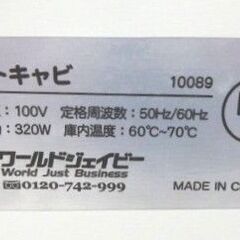 トキャビ 10089
: 100V 定格周波数: 50Hz/60Hz
: 320W 庫内温度: 60℃~70℃
ワールドジェイビー
World Just Business
0120-742-999
MADE IN C